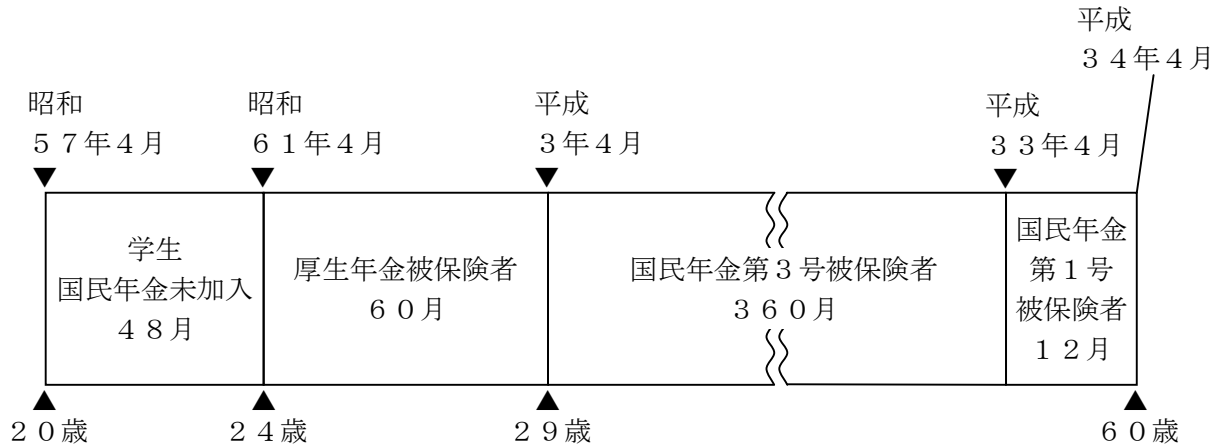 平成
３４年４月
昭和
５７年４月
昭和
６１年４月
平成
３年４月
平成
３３年４月
学生
国民年金未加入
４８月
厚生年金被保険者
６０月
国民年金第３号被保険者
３６０月
国民年金
第１号
被保険者
１２月
２０歳
２４歳
２９歳
６０歳